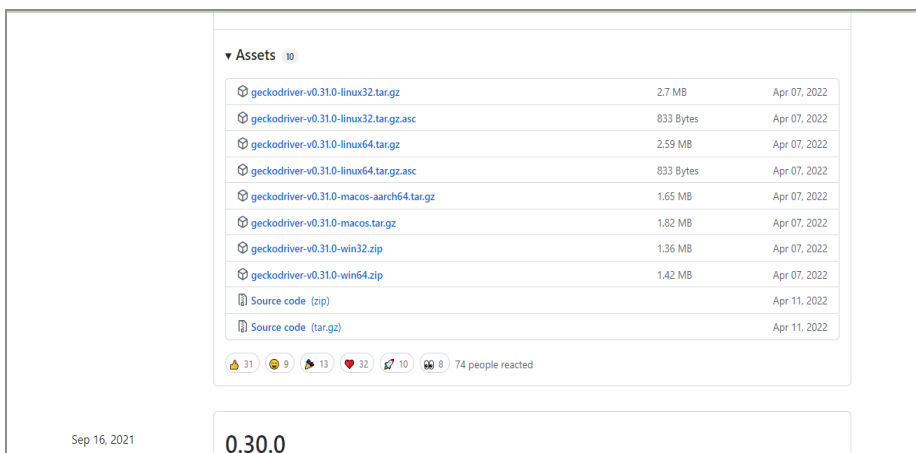 Assets 10
geckodriver-v0.31.0-linux32.tar.gz 2.7 MB Apr 07, 2022
geckodriver-v0.31.0-linux32.tar.gz.asc 833 Bytes Apr 07, 2022
geckodriver-v0.31.0-linux64.tar.gz 2.59 MB Apr 07, 2022
geckodriver-v0.31.0-linux64.tar.gz.asc 833 Bytes Apr 07, 2022
geckodriver-v0.31.0-macos-aarch64.tar.gz 1.65 MB Apr 07, 2022
geckodriver-v0.31.0-macos.tar.gz 1.82 MB Apr 07, 2022
geckodriver-v0.31.0-win32.zip 1.36 MB Apr 07, 2022
geckodriver-v0.31.0-win64.zip 1.42 MB Apr 07, 2022
Source code (zip) Apr 11, 2022
Source code (tar.gz) Apr 11, 2022
31 9 13 32 10 8 74 people reacted
Sep 16, 2021 0.30.0